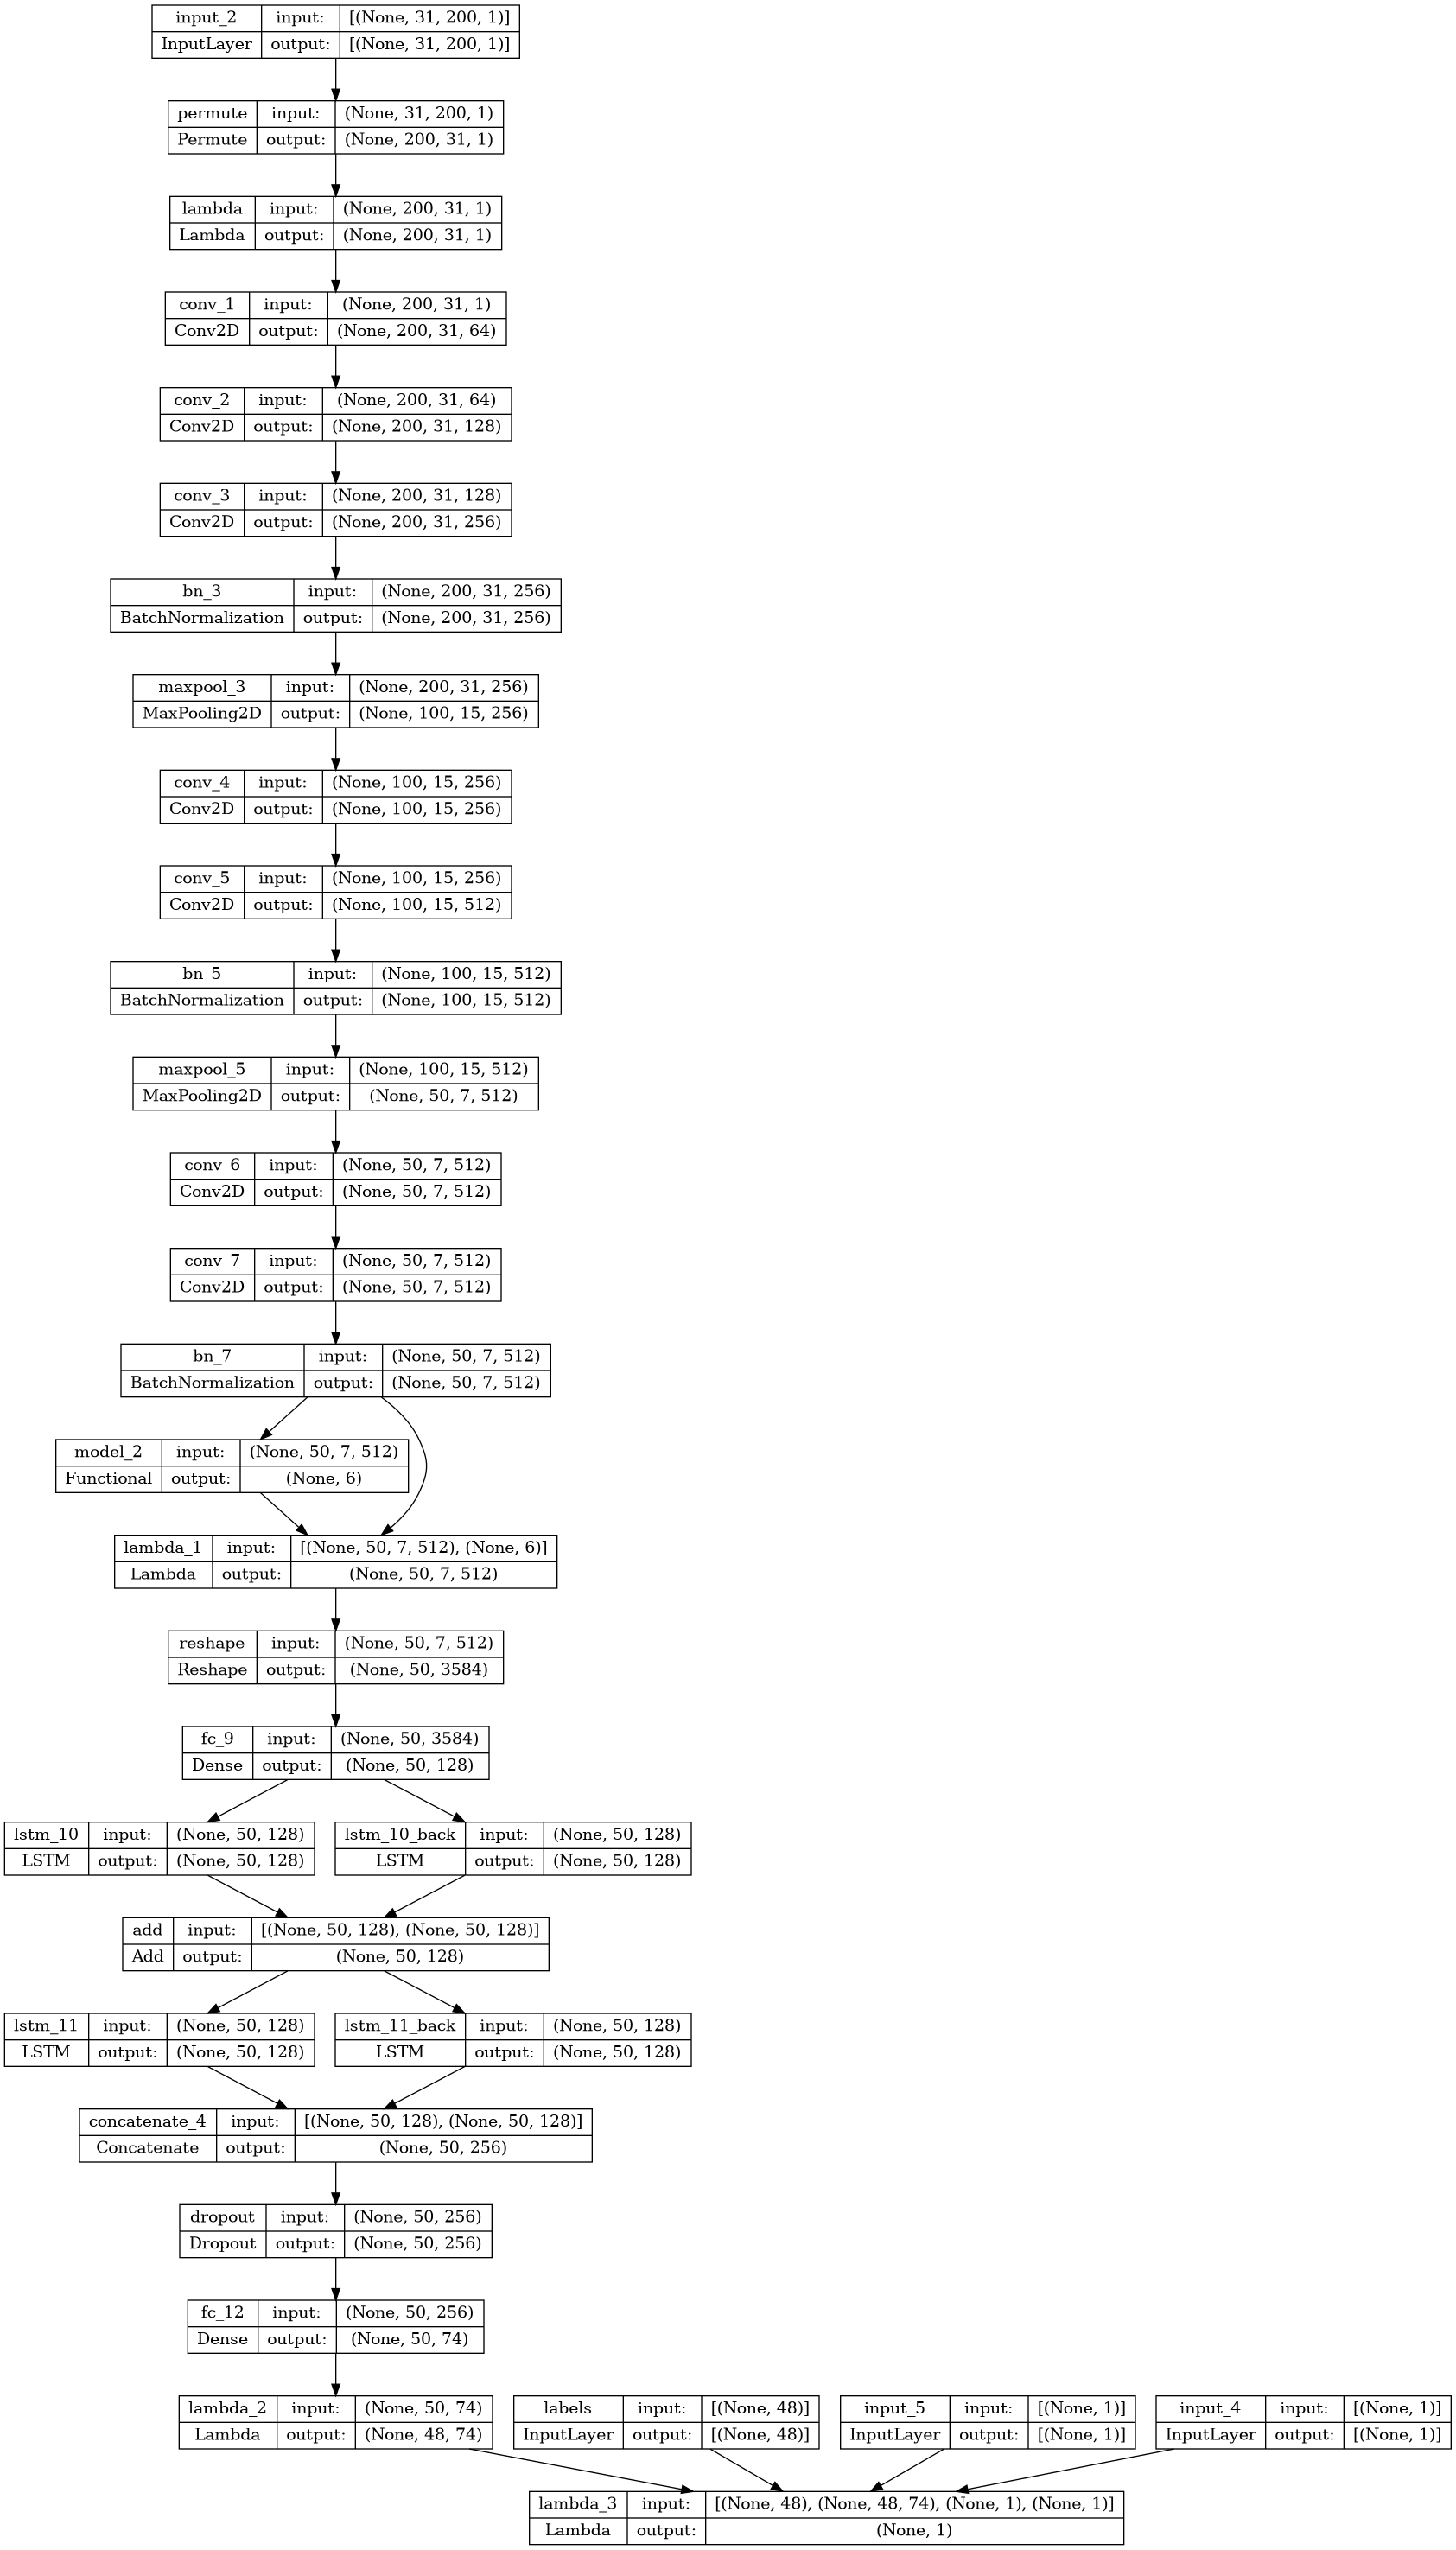 input_2 input: [(None, 31, 200, 1)]
InputLayer output: [(None, 31, 200, 1)]
permute input: (None, 31, 200, 1)
Permute output: (None, 200, 31, 1)
lambda input: (None, 200, 31, 1)
Lambda output: (None, 200, 31, 1)
conv_1 input: (None, 200, 31, 1)
Conv2D output: (None, 200, 31, 64)
conv_2 input: (None, 200, 31, 64)
Conv2D output: (None, 200, 31, 128)
conv_3 input: (None, 200, 31, 128)
Conv2D output: (None, 200, 31, 256)
bn_3 input: (None, 200, 31, 256)
BatchNormalization output: (None, 200, 31, 256)
maxpool_3 input: (None, 200, 31, 256)
MaxPooling2D output: (None, 100, 15, 256)
conv_4 input: (None, 100, 15, 256)
Conv2D output: (None, 100, 15, 256)
conv_5 input: (None, 100, 15, 256)
Conv2D output: (None, 100, 15, 512)
bn_5 input: (None, 100, 15, 512)
BatchNormalization output: (None, 100, 15, 512)
maxpool_5 input: (None, 100, 15, 512)
MaxPooling2D output: (None, 50, 7, 512)
conv_6 input: (None, 50, 7, 512)
Conv2D output: (None, 50, 7, 512)
conv_7 input: (None, 50, 7, 512)
Conv2D output: (None, 50, 7, 512)
bn_7 input: (None, 50, 7, 512)
BatchNormalization output: (None, 50, 7, 512)
model_2 input: (None, 50, 7, 512)
Functional output: (None, 6)
lambda_1 input: [(None, 50, 7, 512), (None, 6)]
Lambda output: (None, 50, 7, 512)
reshape input: (None, 50, 7, 512)
Reshape output: (None, 50, 3584)
fc_9 input: (None, 50, 3584)
Dense output: (None, 50, 128)
lstm_10 input: (None, 50, 128)
LSTM output: (None, 50, 128)
lstm_10_back input: (None, 50, 128)
LSTM output: (None, 50, 128)
add input: [(None, 50, 128), (None, 50, 128)]
Add output: (None, 50, 128)
lstm_11 input: (None, 50, 128)
LSTM output: (None, 50, 128)
lstm_11_back input: (None, 50, 128)
LSTM output: (None, 50, 128)
concatenate_4 input: [(None, 50, 128), (None, 50, 128)]
Concatenate output: (None, 50, 256)
dropout input: (None, 50, 256)
Dropout output: (None, 50, 256)
fc_12 input: (None, 50, 256)
Dense output: (None, 50, 74)
lambda_2 input: (None, 50, 74)
Lambda output: (None, 48, 74)
labels input: [(None, 48)]
InputLayer output: [(None, 48)]
input_5 input: [(None, 1)]
InputLayer output: [(None, 1)]
input_4 input: [(None, 1)]
InputLayer output: [(None, 1)]
lambda_3 input: [(None, 48), (None, 48, 74), (None, 1), (None, 1)]
Lambda output: (None, 1)